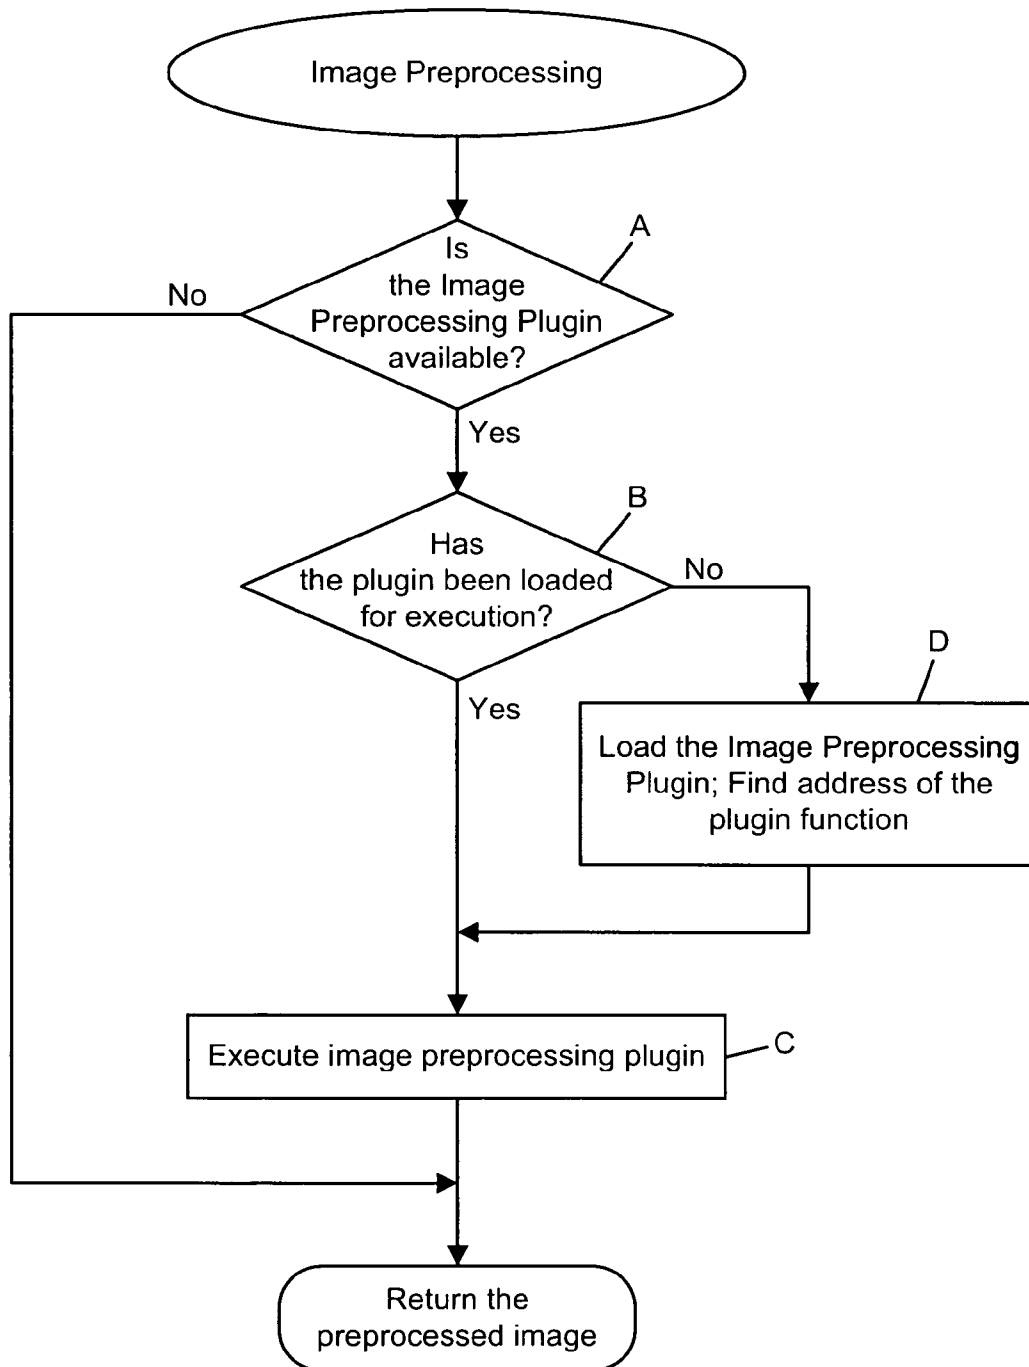 Image Preprocessing
A
Is
the Image
Preprocessing Plugin
available?
No
Yes
B
Has
the plugin been loaded
for execution?
No
Yes
D
Load the Image Preprocessing
Plugin; Find address of the
plugin function
Execute image preprocessing plugin
C
Return the
preprocessed image